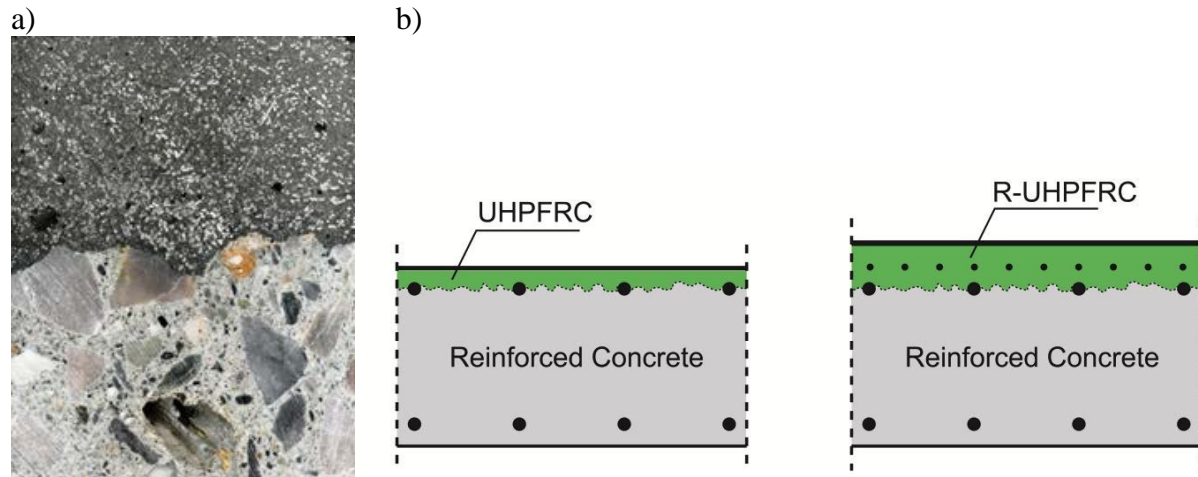 a)
b)
UHPFRC
Reinforced Concrete
R-UHPFRC
Reinforced Concrete